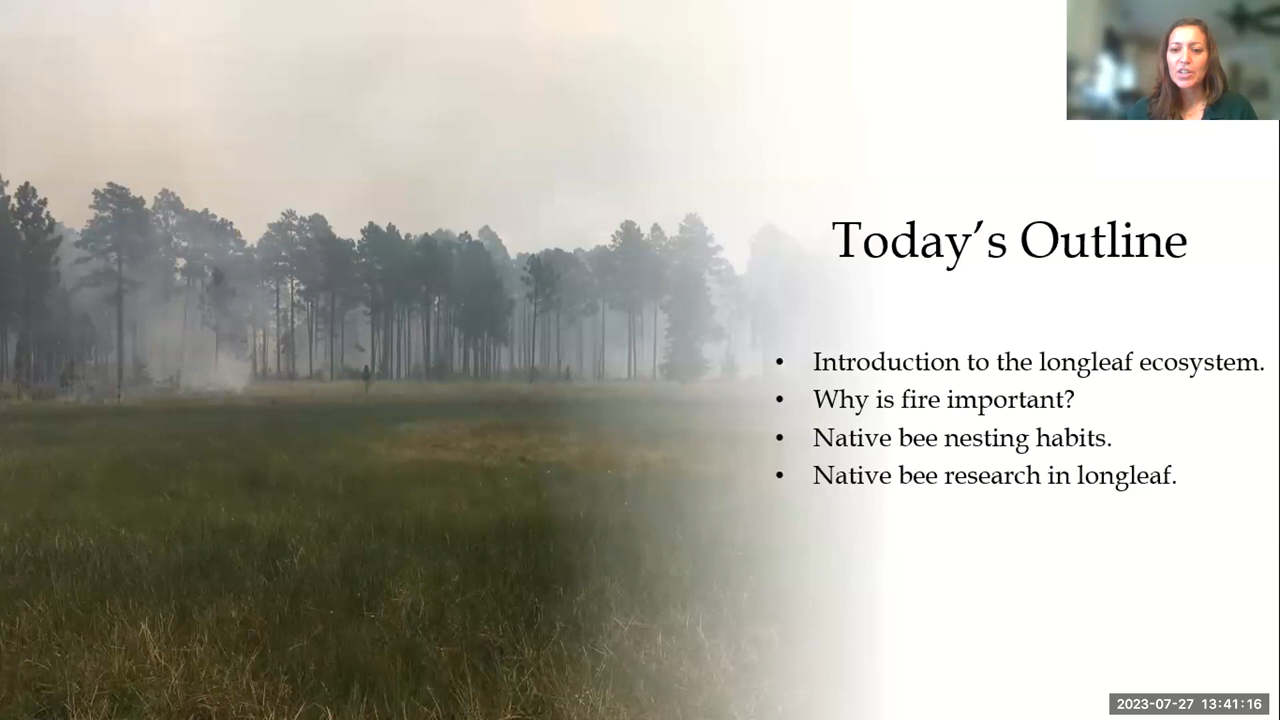 Today’s Outline
• Introduction to the longleaf ecosystem.
• Why is fire important?
• Native bee nesting habits.
• Native bee research in longleaf.
2023-07-27 13:41:16